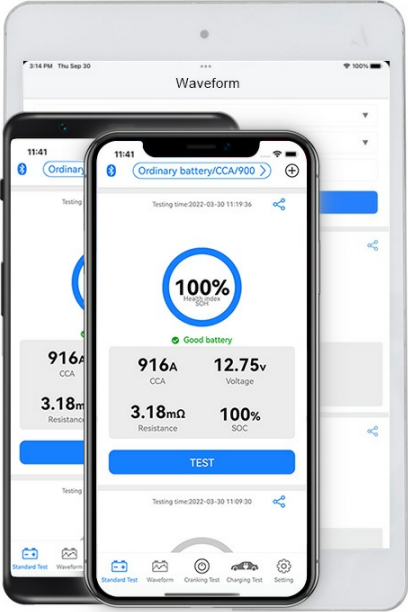 3:14 PM Thu Sep 30
100%
Waveform
11:41
Ordinary
Testing
916A
CCA
3.18m
Resistance
Testing
Standard Test
Waveform
11:41
Ordinary battery/CCA/900
Testing time:2022-03-30 11:19:36
100%
Health index
SOH
Good battery
916A
CCA
12.75v
Voltage
3.18mΩ
Resistance
100%
SOC
TEST
Testing time:2022-03-30 11:09:30
Standard Test
Waveform
Cranking Test
Charging Test
Setting